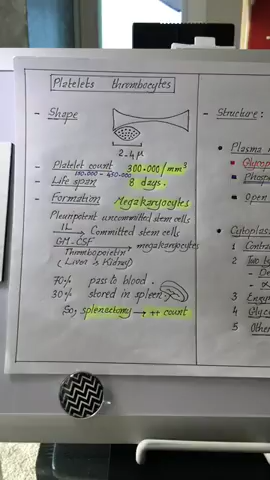 Platelets thrombocytes
- Shape
2-4 µ
- Platelet count 300.000/mm³
150.000 - 450.000
- Life span 8 days.
- Formation Megakaryocytes
Pleuripotent uncommitted stem cells
IL → Committed stem cells
GM-CSF → megakaryocytes
Thrombopoietin
(Liver & Kidney)
70% pass to blood.
30% stored in spleen
So, splenectomy → ++ count
- Structure:
• Plasma
Glycop
Phosp
Open
• Cytoplas
1 Contra
2 Two t
- De
- α
3 Enzym
4 Glyc
5 Other